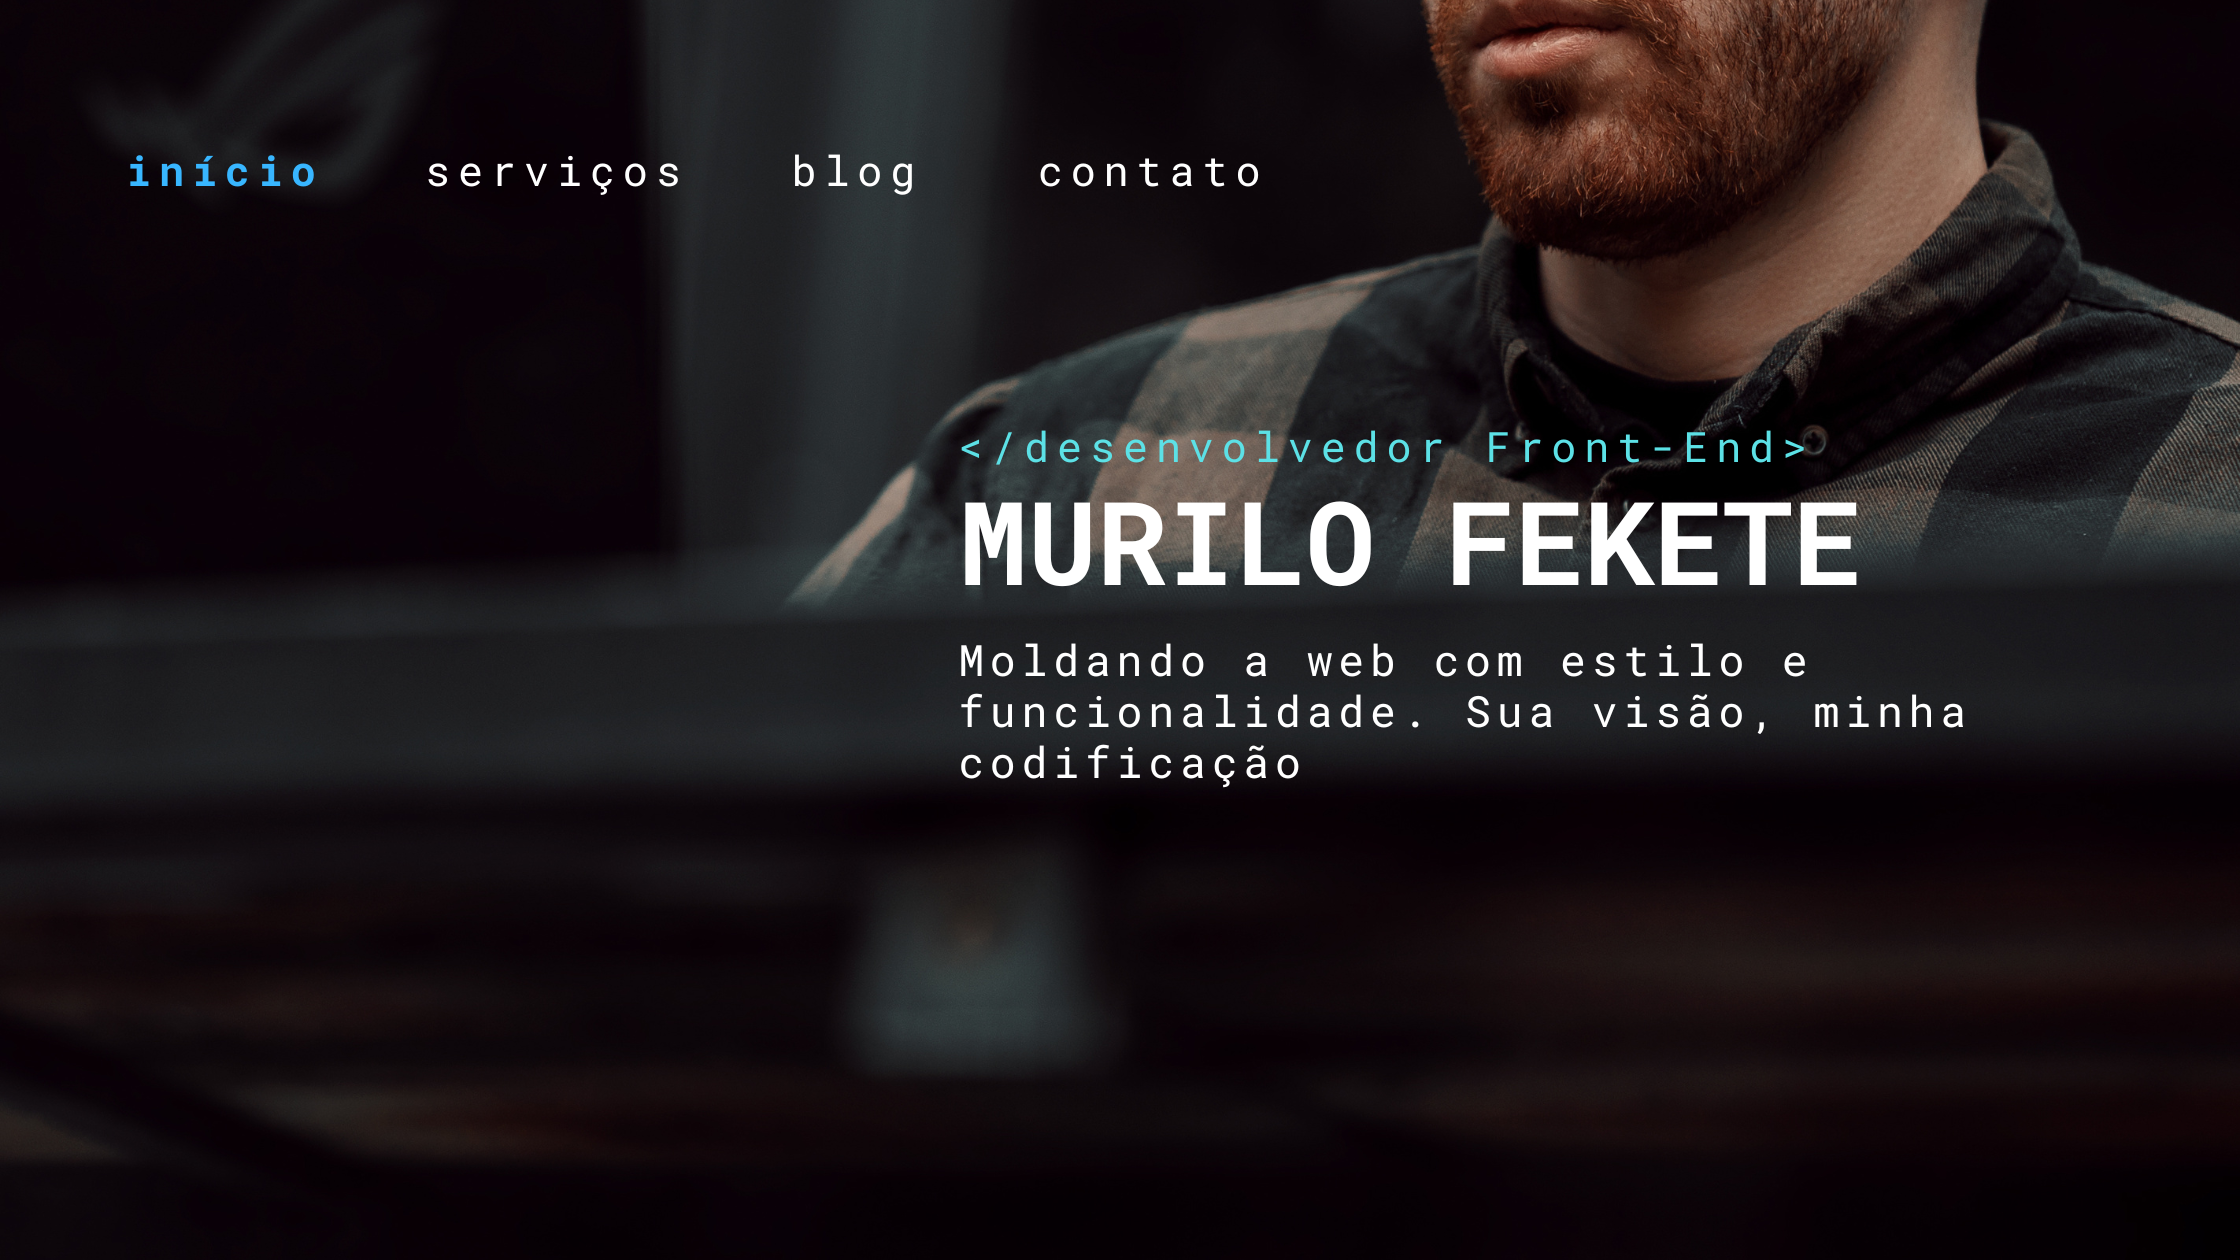 início serviços blog contato
</desenvolvedor Front-End>
MURILO FEKETE
Moldando a web com estilo e
funcionalidade. Sua visão, minha
codificação